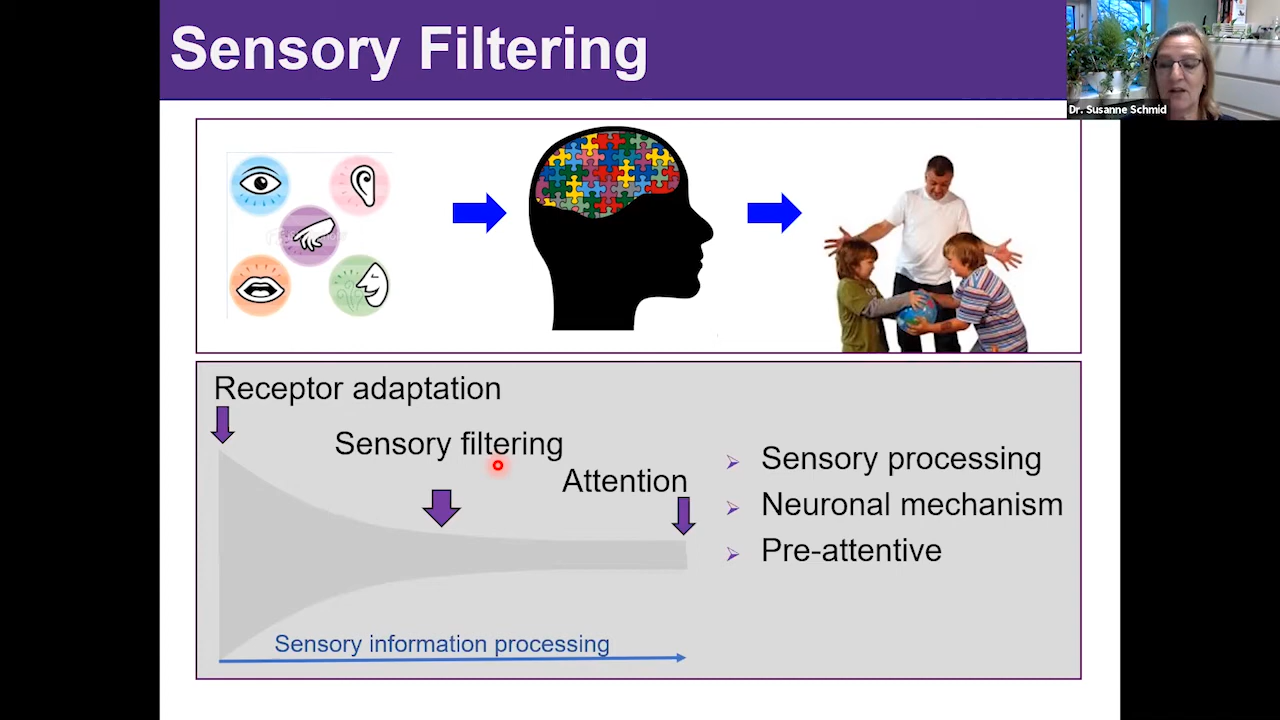 Sensory Filtering
Dr. Susanne Schmid
Receptor adaptation
Sensory filtering
Attention
Sensory processing
Neuronal mechanism
Pre-attentive
Sensory information processing